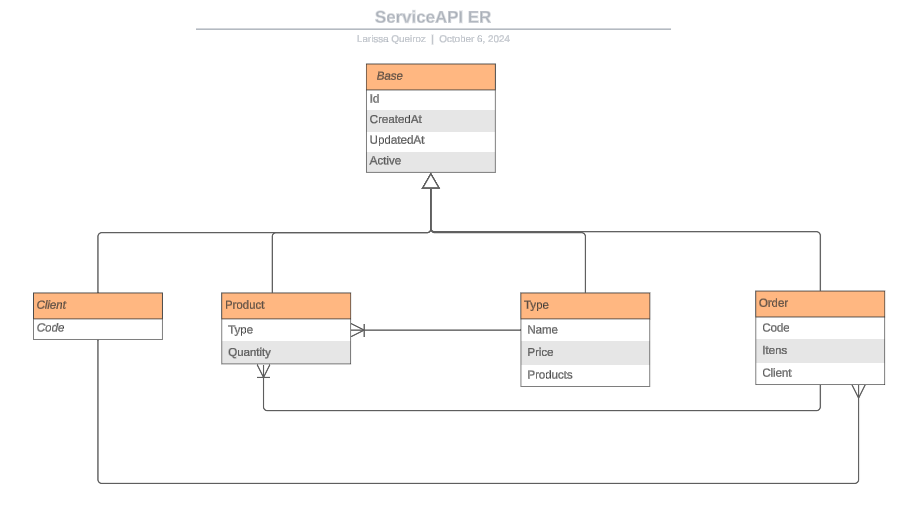 ServiceAPI ER
Larissa Queiroz | October 6, 2024
Base
Id
CreatedAt
UpdatedAt
Active
Client
Code
Product
Type
Quantity
Type
Name
Price
Products
Order
Code
Itens
Client